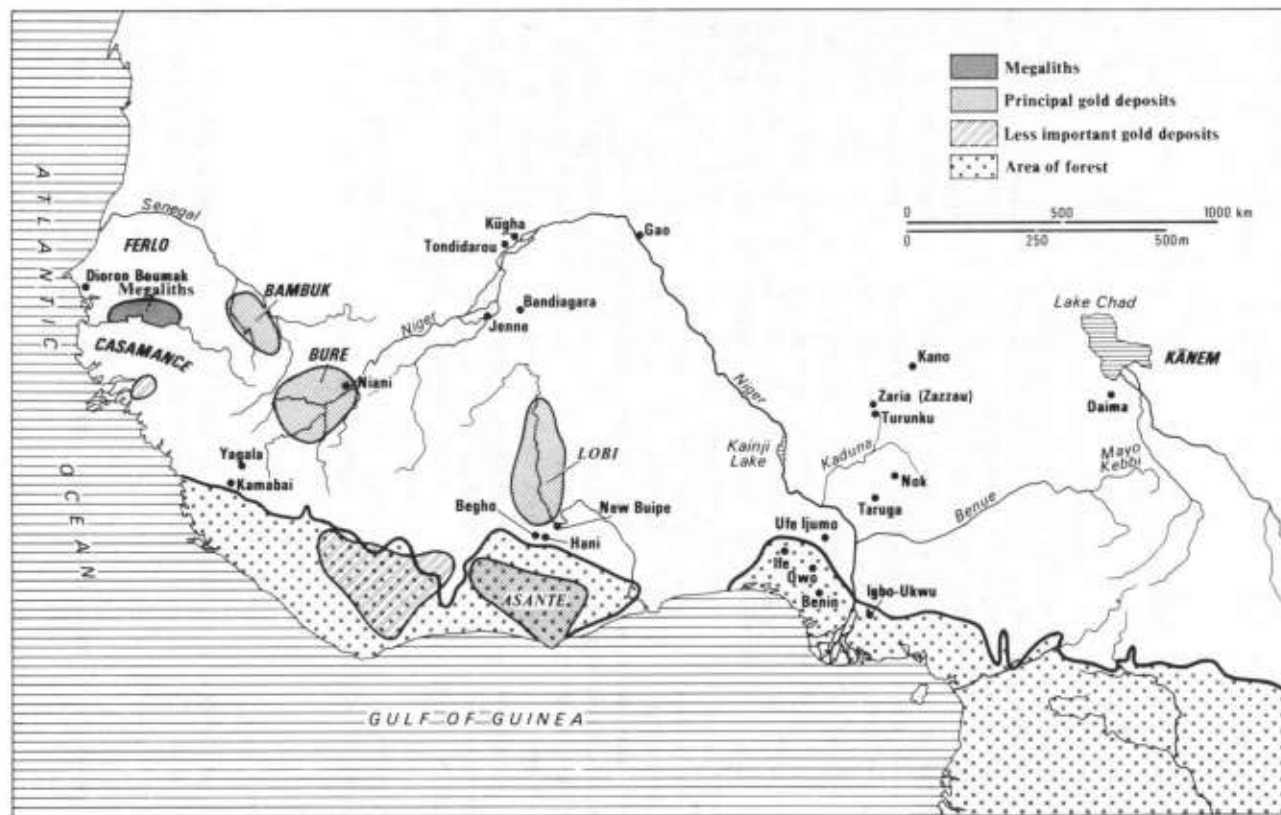 Megaliths
Principal gold deposits
Less important gold deposits
Area of forest
0 500 1000 km
0 250 500m
ATLANTIC
OCEAN
Senegal
FERLO
Dioron Boumak
Megaliths
BAMBUK
CASAMANCE
BURE
Niani
Niger
Kūgha
Tondidarou
Gao
Bandiagara
Jenne
Lake Chad
KĀNEM
Kano
Zaria (Zazzau)
Turunku
Daima
Niger
Kainji
Lake
Kaduna
Mayo
Kebbi
Nok
Taruga
Benue
Yagala
Kamabai
LOBI
Begho
New Buipe
Hani
Ufe Ijumo
Ife
Owo
Benin
Igbo-Ukwu
ASANTE
GULF OF GUINEA